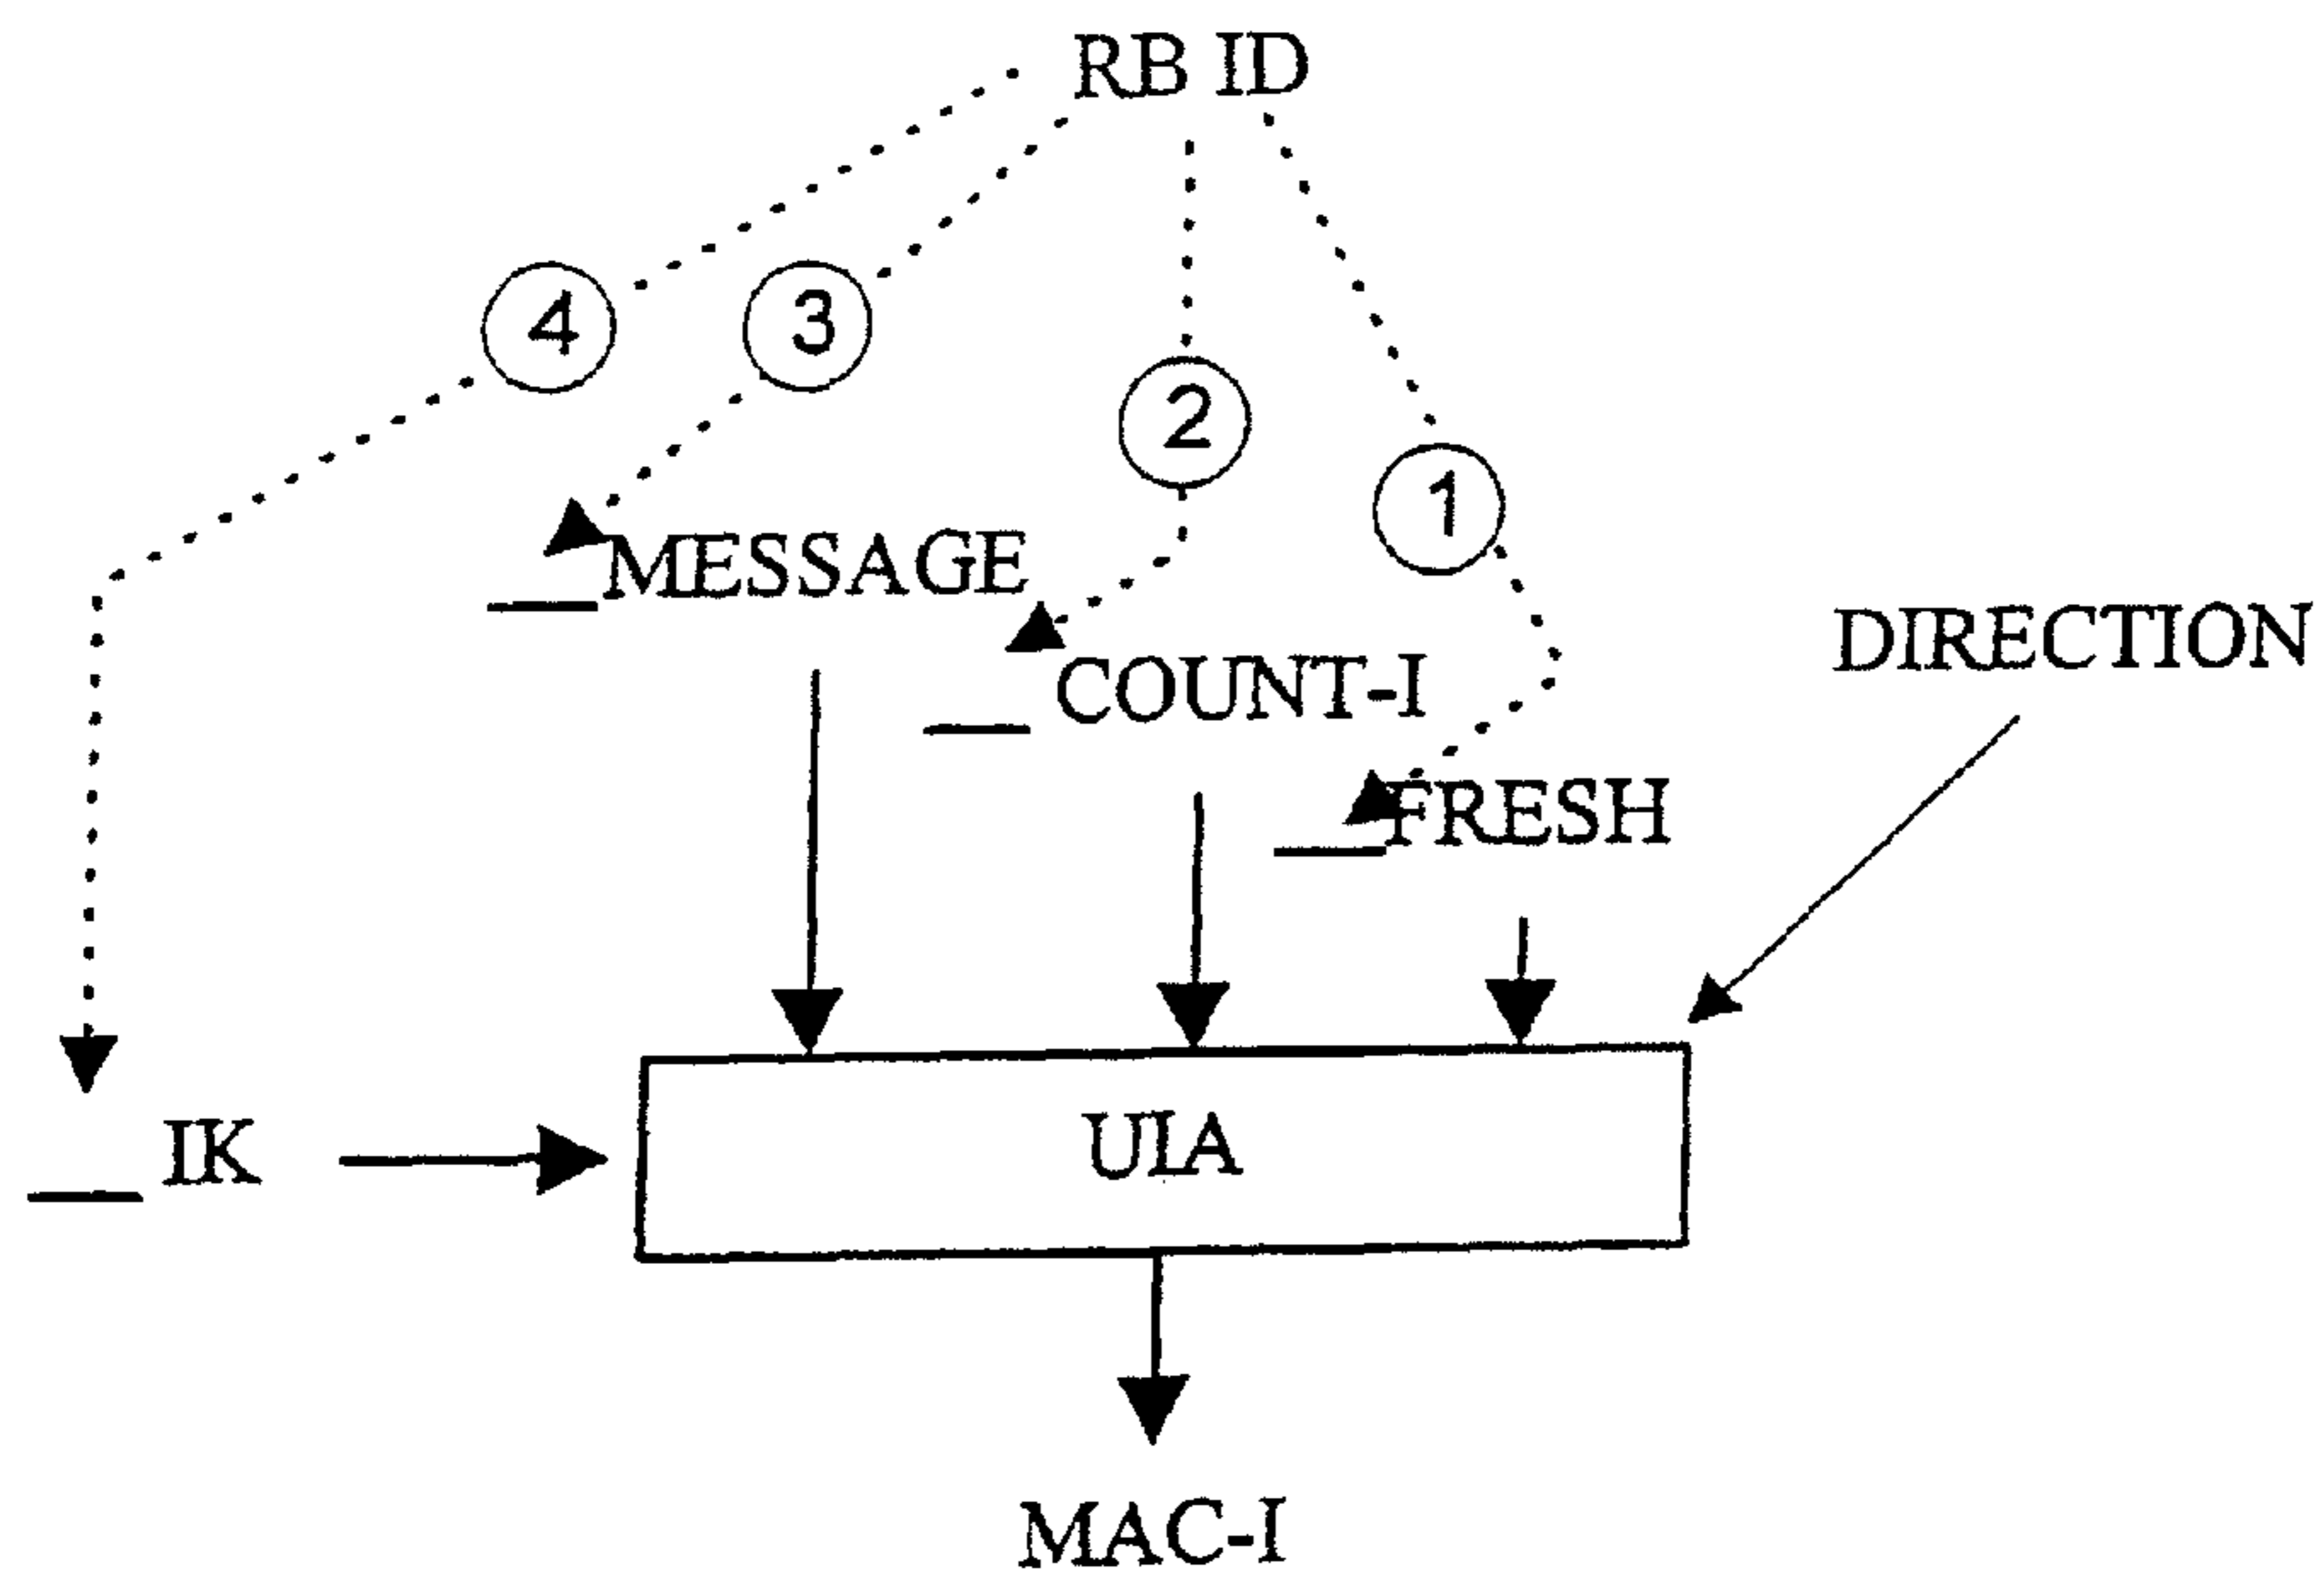 RB ID
4
3
2
1
MESSAGE
DIRECTION
COUNT-I
FRESH
IK
UIA
MAC-I